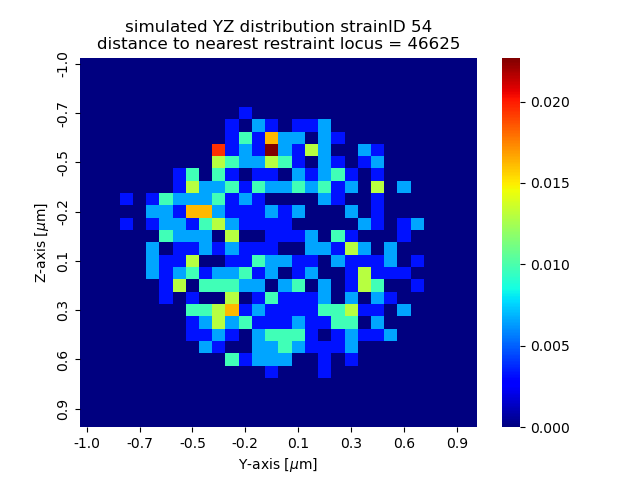 simulated YZ distribution strainID 54
distance to nearest restraint locus = 46625
-1.0
-0.7
-0.5
-0.2
0.1
0.3
0.6
0.9
Z-axis [μm]
-1.0 -0.7 -0.5 -0.2 0.1 0.3 0.6 0.9
Y-axis [μm]
0.020
0.015
0.010
0.005
0.000